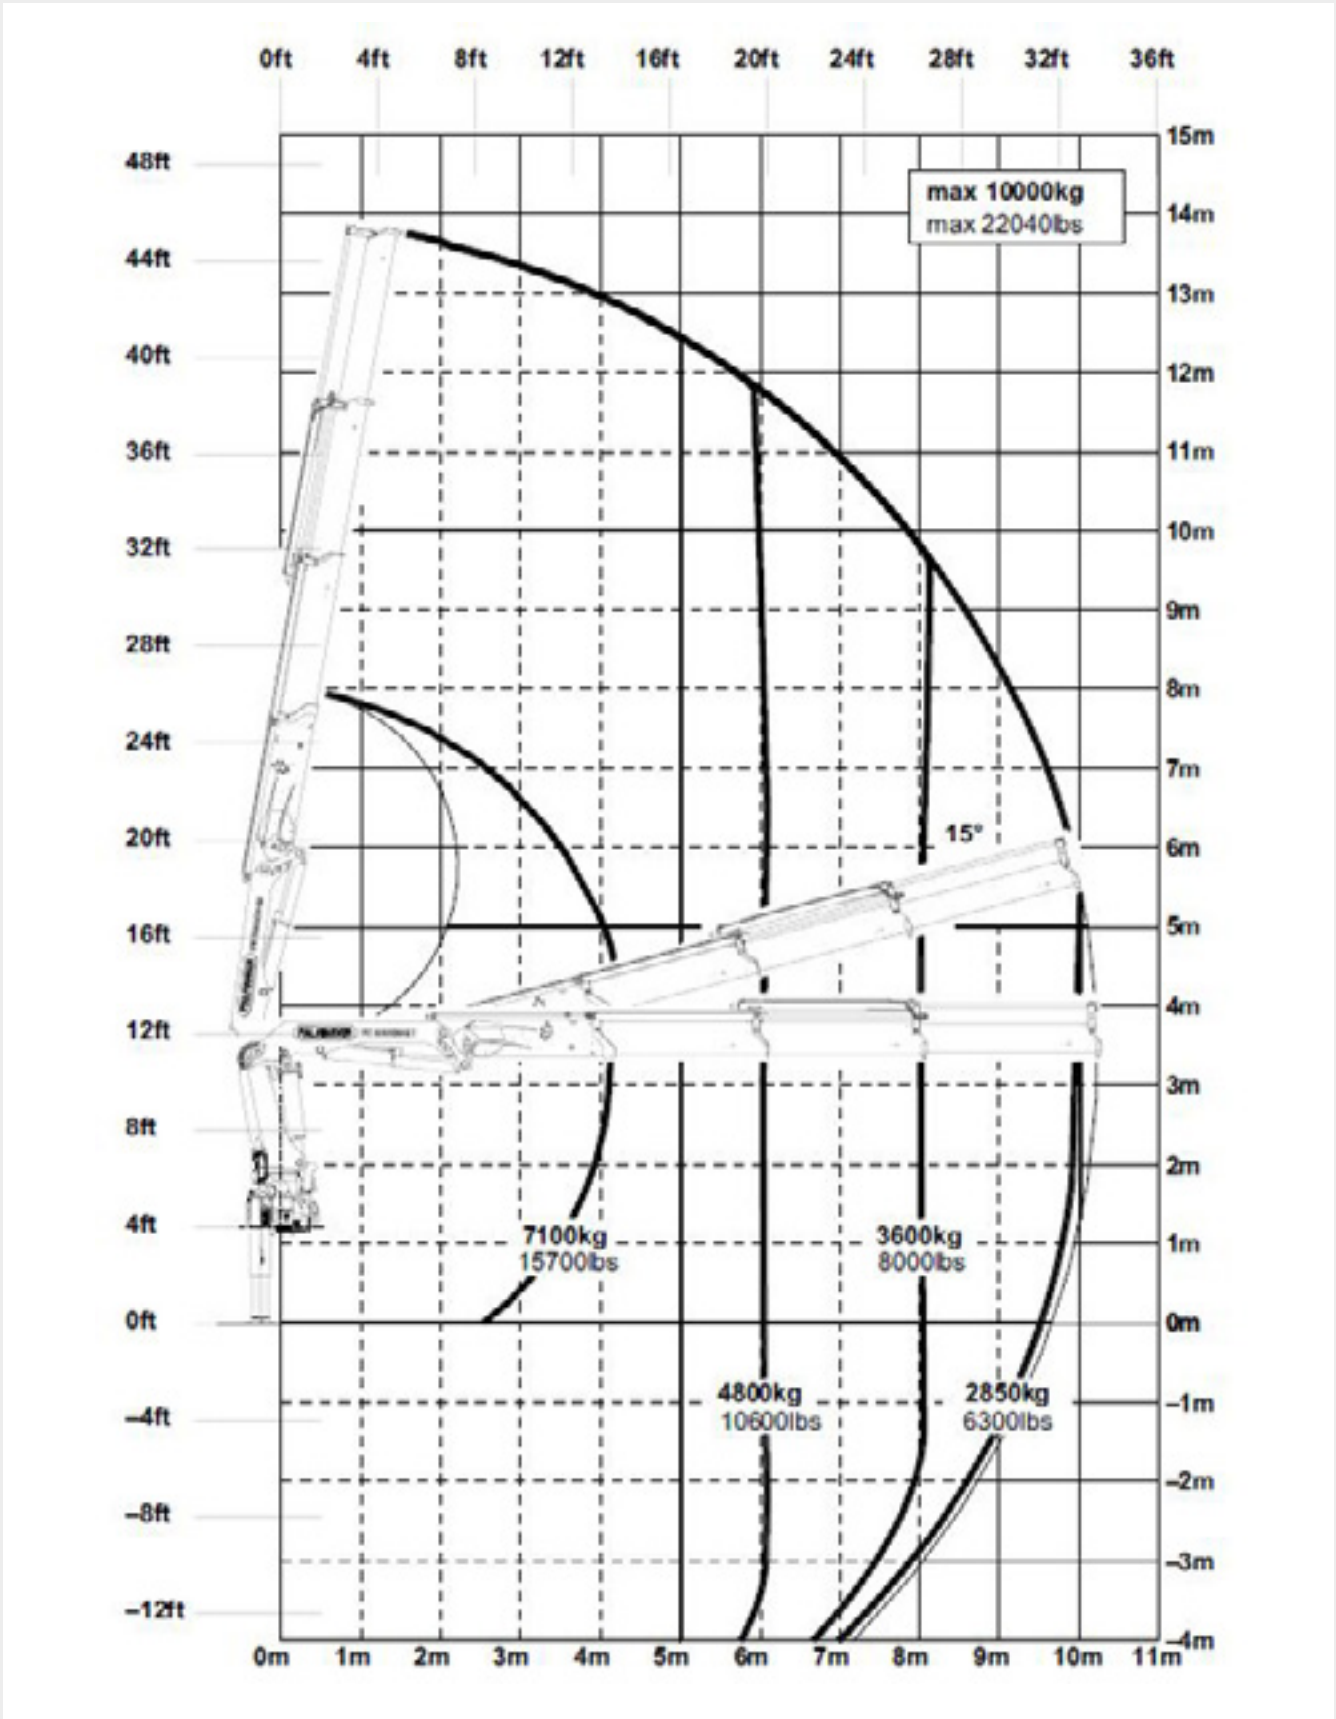 0ft 4ft 8ft 12ft 16ft 20ft 24ft 28ft 32ft 36ft
15m
48ft
max 10000kg
14m
max 22040lbs
44ft
13m
12m
40ft
11m
36ft
10m
32ft
9m
28ft
8m
24ft
7m
20ft
15°
6m
16ft
5m
4m
12ft
PALFINGER
3m
8ft
2m
4ft
7100kg 3600kg
1m
15700lbs 8000lbs
0ft
0m
4800kg 2850kg
–1m
–4ft
10600lbs 6300lbs
–2m
–8ft
–3m
–12ft
–4m
0m 1m 2m 3m 4m 5m 6m 7m 8m 9m 10m 11m